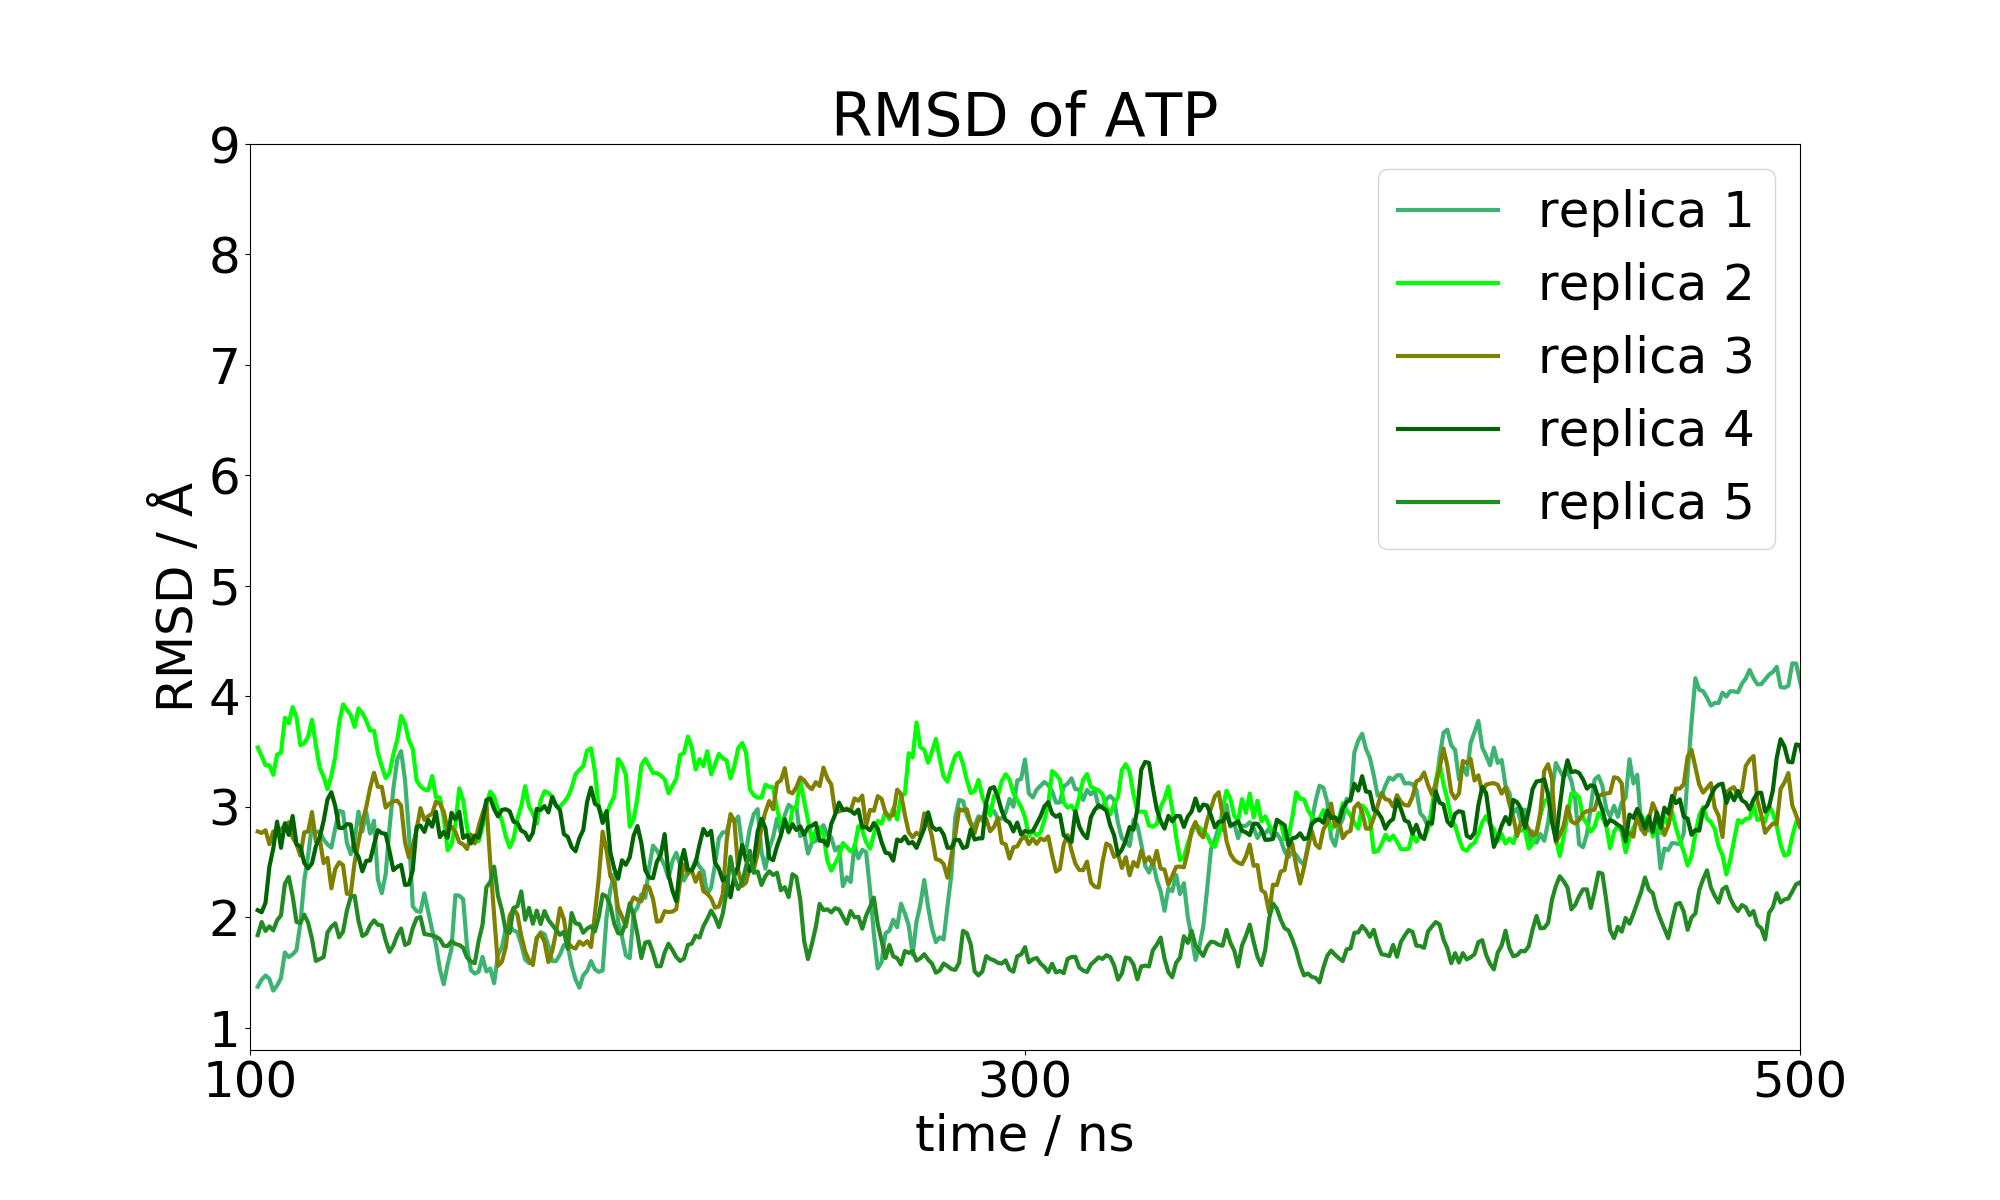 RMSD of ATP
9
8
7
6
5
4
3
2
1
RMSD / Å
replica 1
replica 2
replica 3
replica 4
replica 5
100 300 500
time / ns